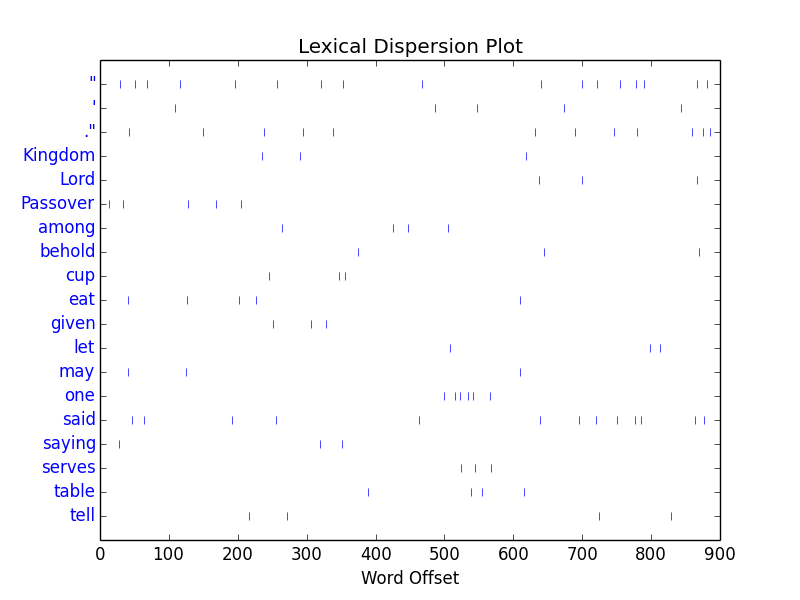 Lexical Dispersion Plot
"
'
."
Kingdom
Lord
Passover
among
behold
cup
eat
given
let
may
one
said
saying
serves
table
tell
0 100 200 300 400 500 600 700 800 900
Word Offset